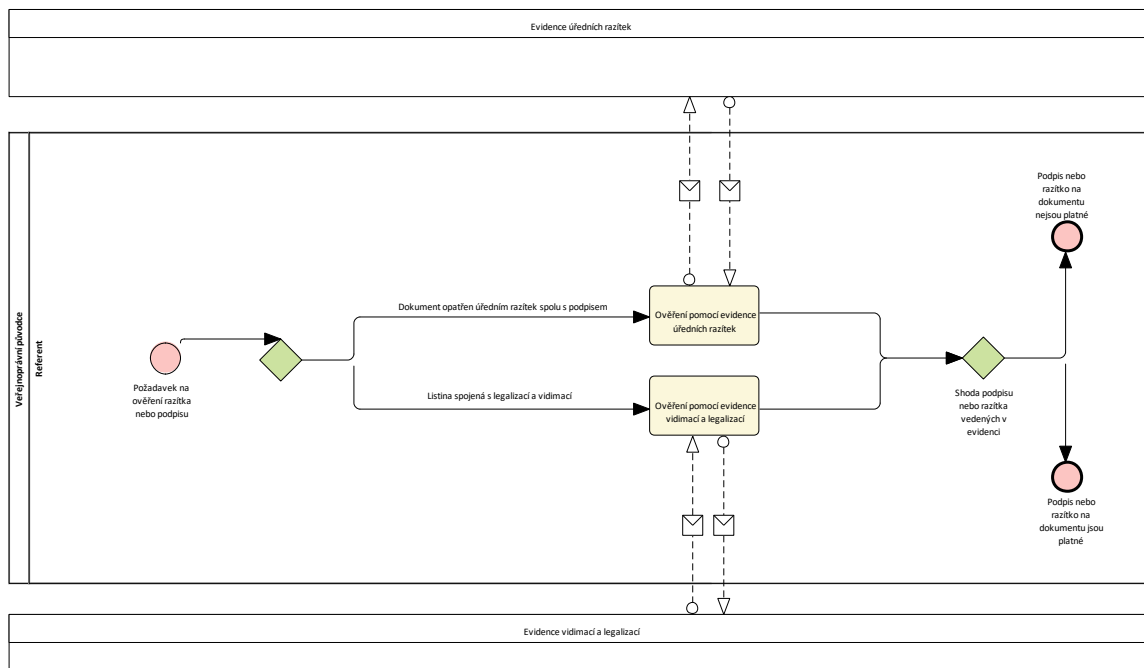 Evidence úředních razítek
Veřejnoprávní původce
Referent
Požadavek na
ověření razítka
nebo podpisu
Dokument opatřen úředním razítek spolu s podpisem
Listina spojená s legalizací a vidimací
Ověření pomocí evidence
úředních razítek
Ověření pomocí evidence
vidimací a legalizací
Shoda podpisu
nebo razítka
vedených v
evidenci
Podpis nebo
razítko na
dokumentu
nejsou platné
Podpis nebo
razítko na
dokumentu jsou
platné
Evidence vidimací a legalizací